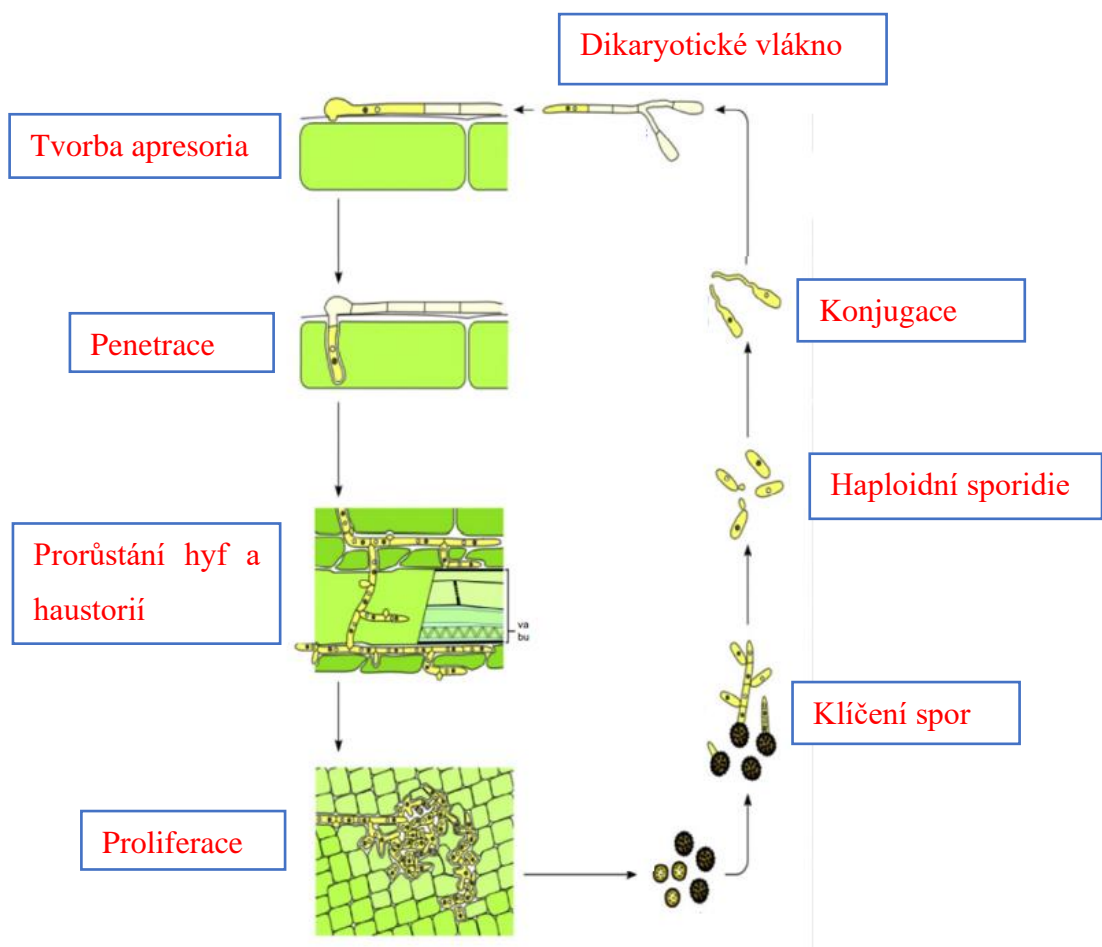 Dikaryotické vlákno
Tvorba apresoria
Penetrace
Konjugace
Haploidní sporidie
Prorůstání hyf a
haustorií
va
bu
Klíčení spor
Proliferace